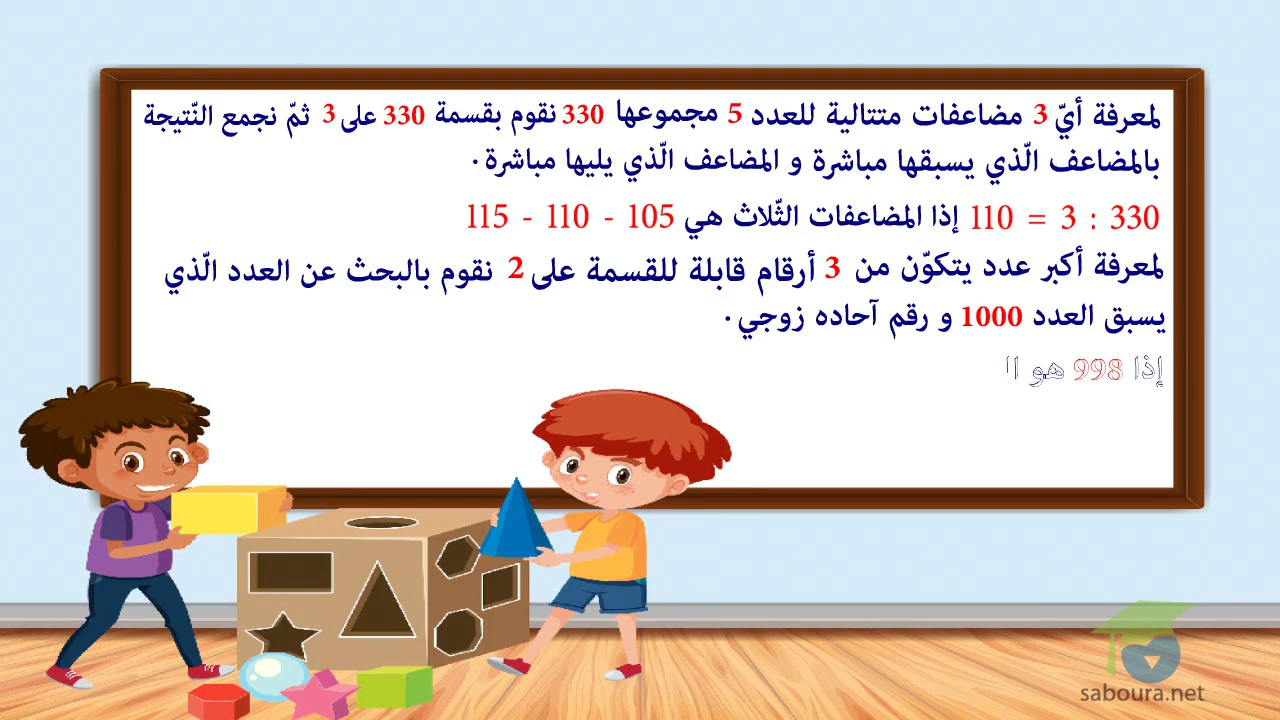 لمعرفة أيّ 3 مضاعفات متتالية للعدد 5 مجموعها 330 نقوم بقسمة 330 على 3 ثمّ نجمع النّتيجة
بالمضاعف الّذي يسبقها مباشرة و المضاعف الّذي يليها مباشرة .
330 : 3 = 110 إذا المضاعفات الثّلاث هي 105 - 110 - 115
لمعرفة أكبر عدد يتكوّن من 3 أرقام قابلة للقسمة على 2 نقوم بالبحث عن العدد الّذي
يسبق العدد 1000 و رقم آحاده زوجي .
إذا 998 هو
saboura.net